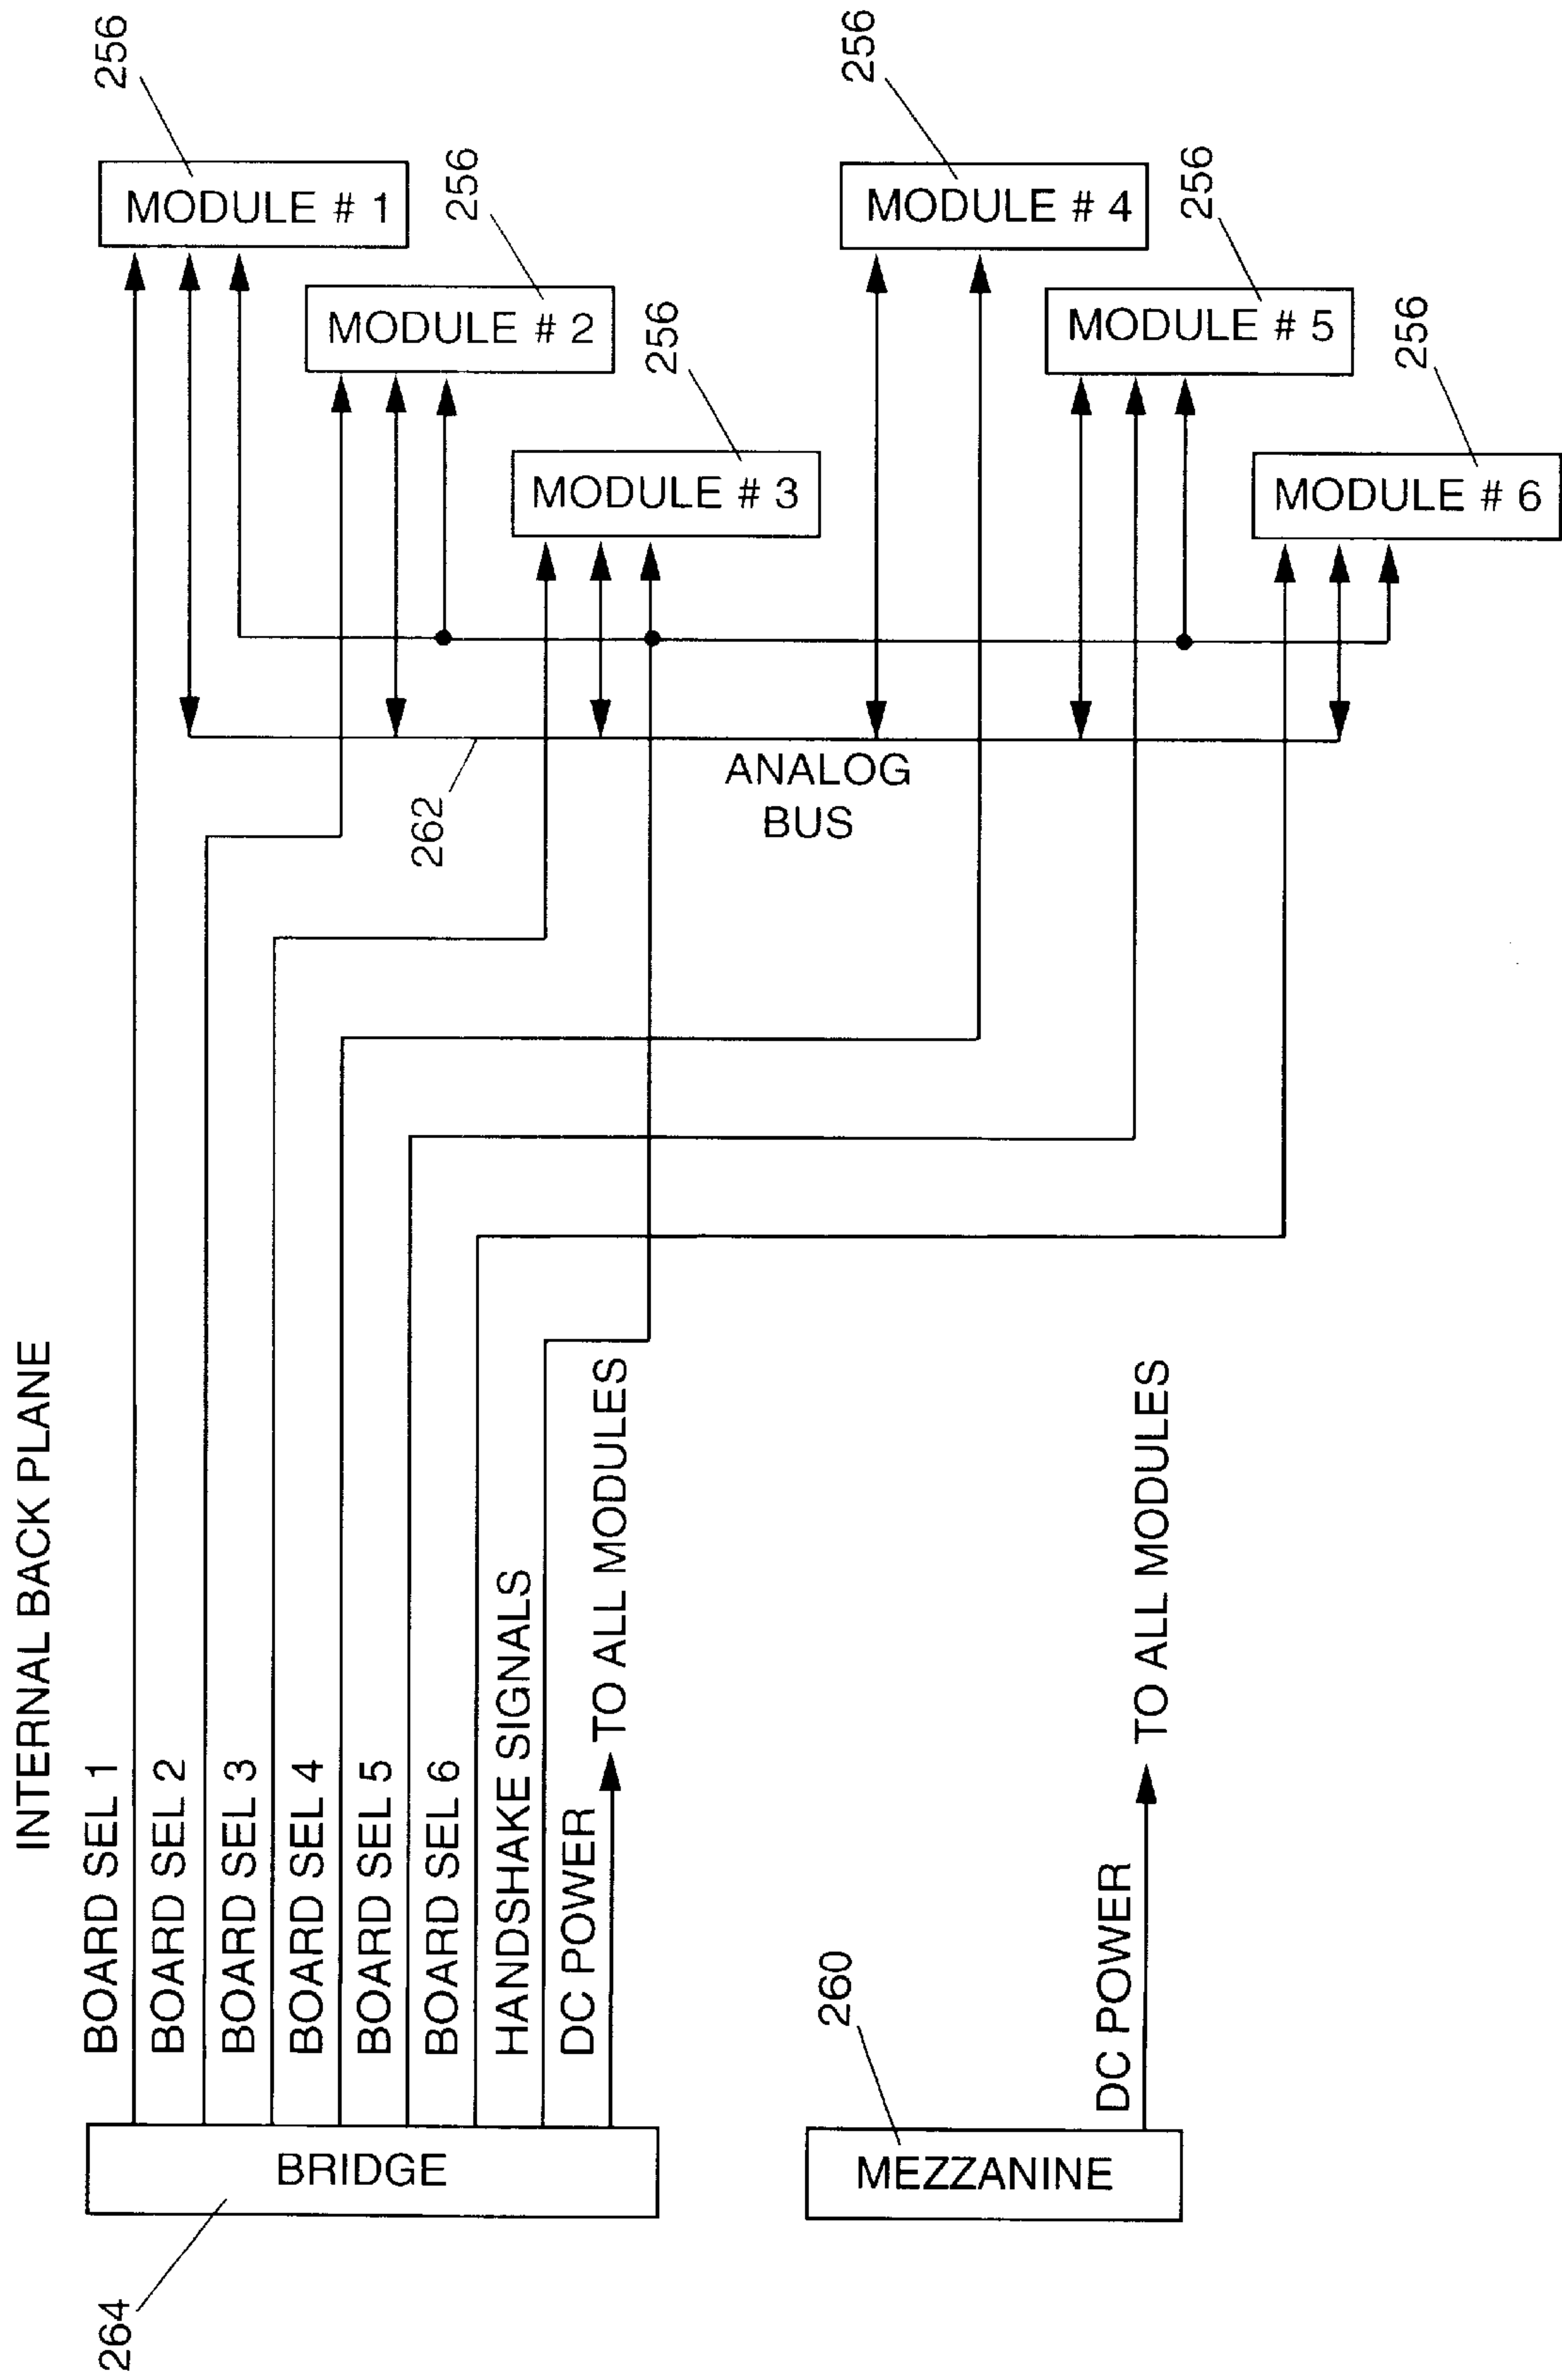 INTERNAL BACK PLANE
256
256
MODULE # 1
MODULE # 4
256
256
MODULE # 2
MODULE # 5
256
256
MODULE # 3
MODULE # 6
262
ANALOG
BUS
BOARD SEL 1
BOARD SEL 2
BOARD SEL 3
BOARD SEL 4
BOARD SEL 5
BOARD SEL 6
HANDSHAKE SIGNALS
DC POWER
TO ALL MODULES
BRIDGE
264
260
DC POWER
TO ALL MODULES
MEZZANINE